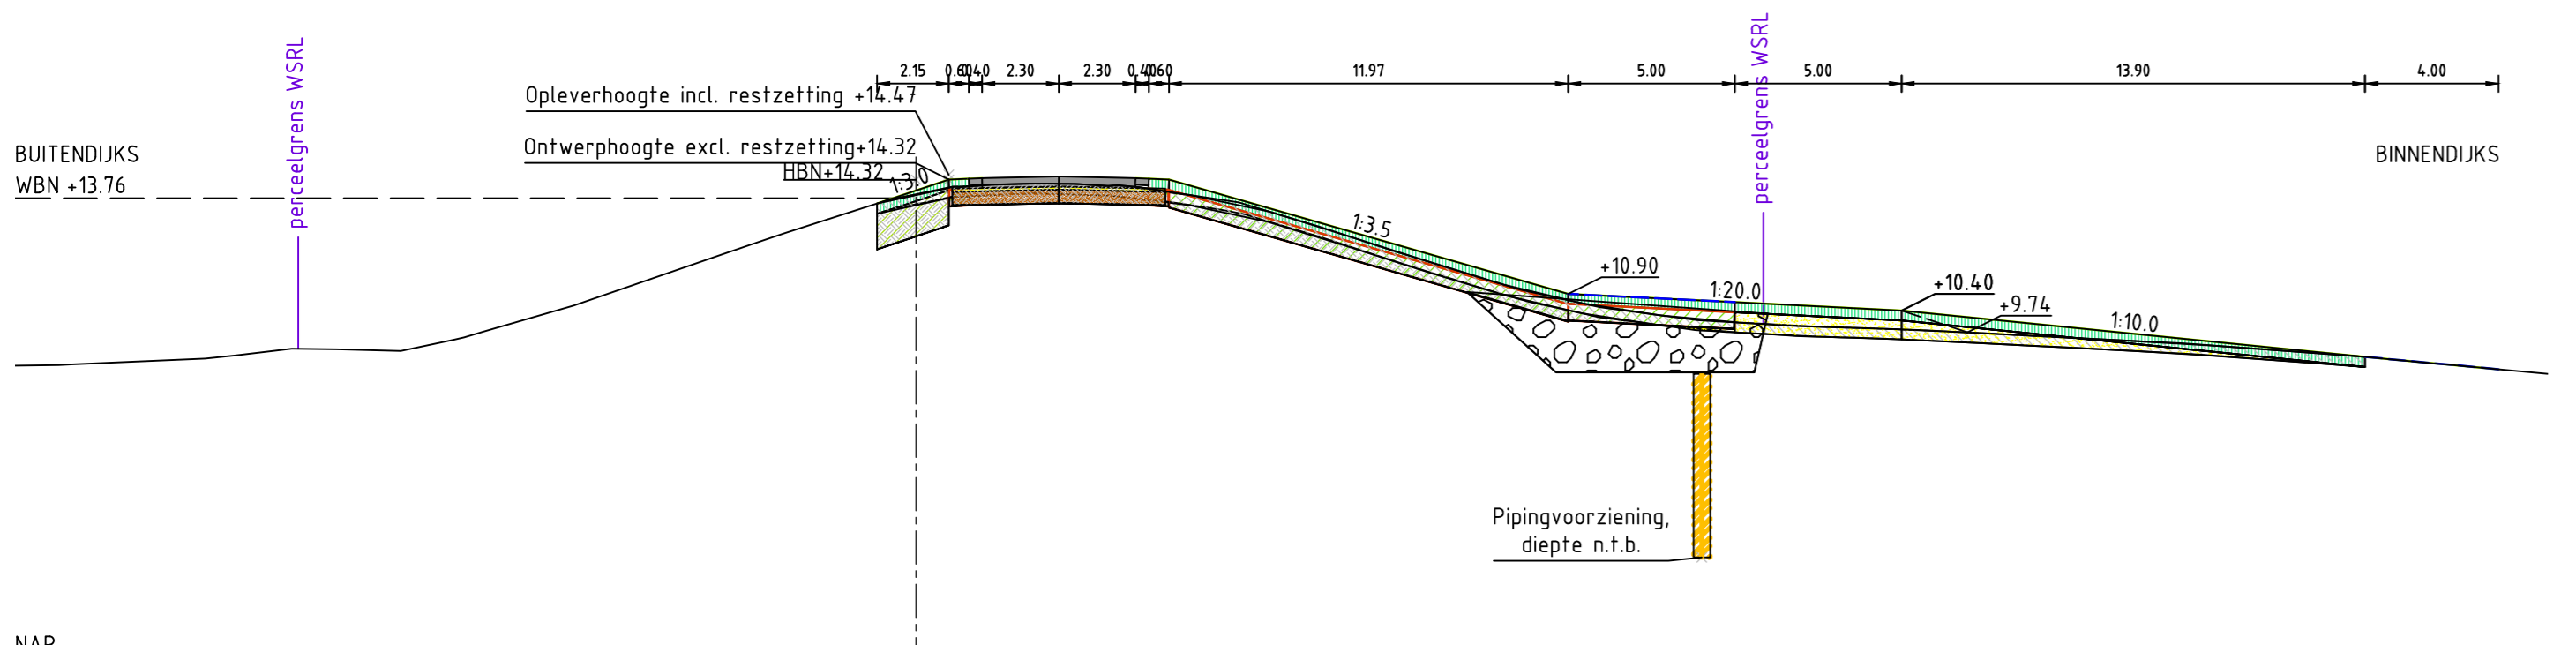 perceelgrens WSRL
perceelgrens WSRL
2.15
0.60
0.40
2.30
2.30
0.40
0.60
11.97
5.00
5.00
13.90
4.00
Opleverhoogte incl. restzetting +14.47
Ontwerphoogte excl. restzetting+14.32
HBN+14.32
BUITENDIJKS
WBN +13.76
BINNENDIJKS
1:3.0
1:3.5
+10.90
1:20.0
+10.40
+9.74
1:10.0
Pipingvoorziening,
diepte n.t.b.
NAP